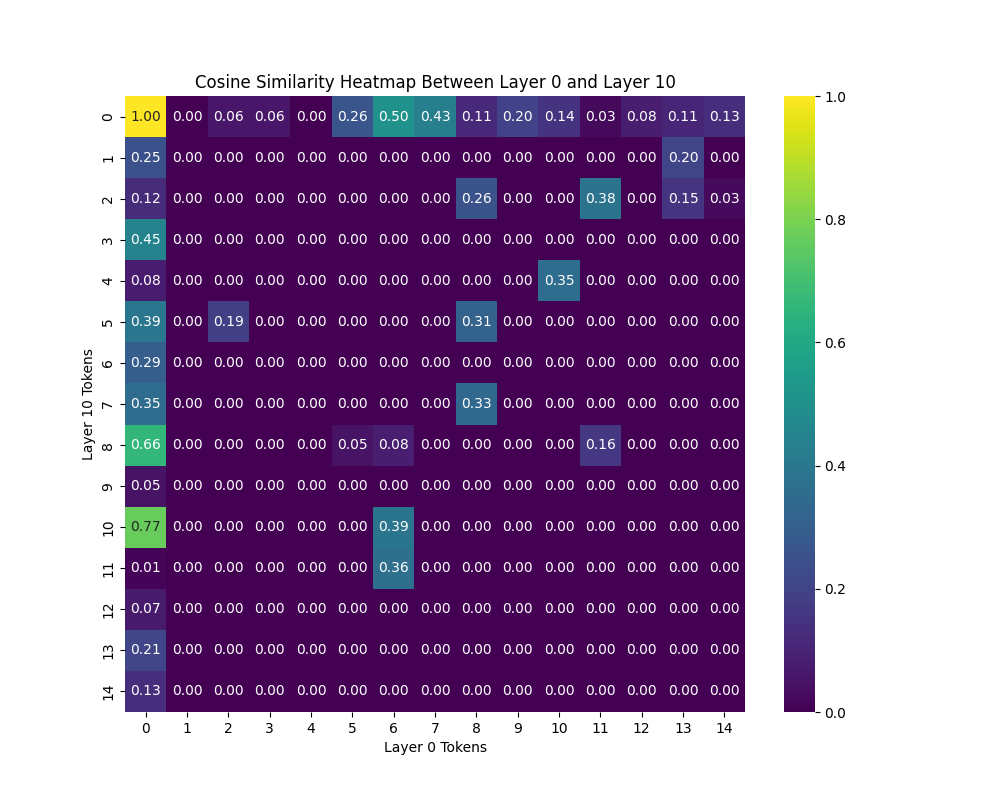 Cosine Similarity Heatmap Between Layer 0 and Layer 10
0 1.00 0.00 0.06 0.06 0.00 0.26 0.50 0.43 0.11 0.20 0.14 0.03 0.08 0.11 0.13
1 0.25 0.00 0.00 0.00 0.00 0.00 0.00 0.00 0.00 0.00 0.00 0.00 0.00 0.20 0.00
2 0.12 0.00 0.00 0.00 0.00 0.00 0.00 0.00 0.26 0.00 0.00 0.38 0.00 0.15 0.03
3 0.45 0.00 0.00 0.00 0.00 0.00 0.00 0.00 0.00 0.00 0.00 0.00 0.00 0.00 0.00
4 0.08 0.00 0.00 0.00 0.00 0.00 0.00 0.00 0.00 0.00 0.35 0.00 0.00 0.00 0.00
5 0.39 0.00 0.19 0.00 0.00 0.00 0.00 0.00 0.31 0.00 0.00 0.00 0.00 0.00 0.00
6 0.29 0.00 0.00 0.00 0.00 0.00 0.00 0.00 0.00 0.00 0.00 0.00 0.00 0.00 0.00
7 0.35 0.00 0.00 0.00 0.00 0.00 0.00 0.00 0.33 0.00 0.00 0.00 0.00 0.00 0.00
8 0.66 0.00 0.00 0.00 0.00 0.05 0.08 0.00 0.00 0.00 0.00 0.16 0.00 0.00 0.00
9 0.05 0.00 0.00 0.00 0.00 0.00 0.00 0.00 0.00 0.00 0.00 0.00 0.00 0.00 0.00
10 0.77 0.00 0.00 0.00 0.00 0.00 0.39 0.00 0.00 0.00 0.00 0.00 0.00 0.00 0.00
11 0.01 0.00 0.00 0.00 0.00 0.00 0.36 0.00 0.00 0.00 0.00 0.00 0.00 0.00 0.00
12 0.07 0.00 0.00 0.00 0.00 0.00 0.00 0.00 0.00 0.00 0.00 0.00 0.00 0.00 0.00
13 0.21 0.00 0.00 0.00 0.00 0.00 0.00 0.00 0.00 0.00 0.00 0.00 0.00 0.00 0.00
14 0.13 0.00 0.00 0.00 0.00 0.00 0.00 0.00 0.00 0.00 0.00 0.00 0.00 0.00 0.00
0 1 2 3 4 5 6 7 8 9 10 11 12 13 14
Layer 0 Tokens
Layer 10 Tokens
1.0
0.8
0.6
0.4
0.2
0.0